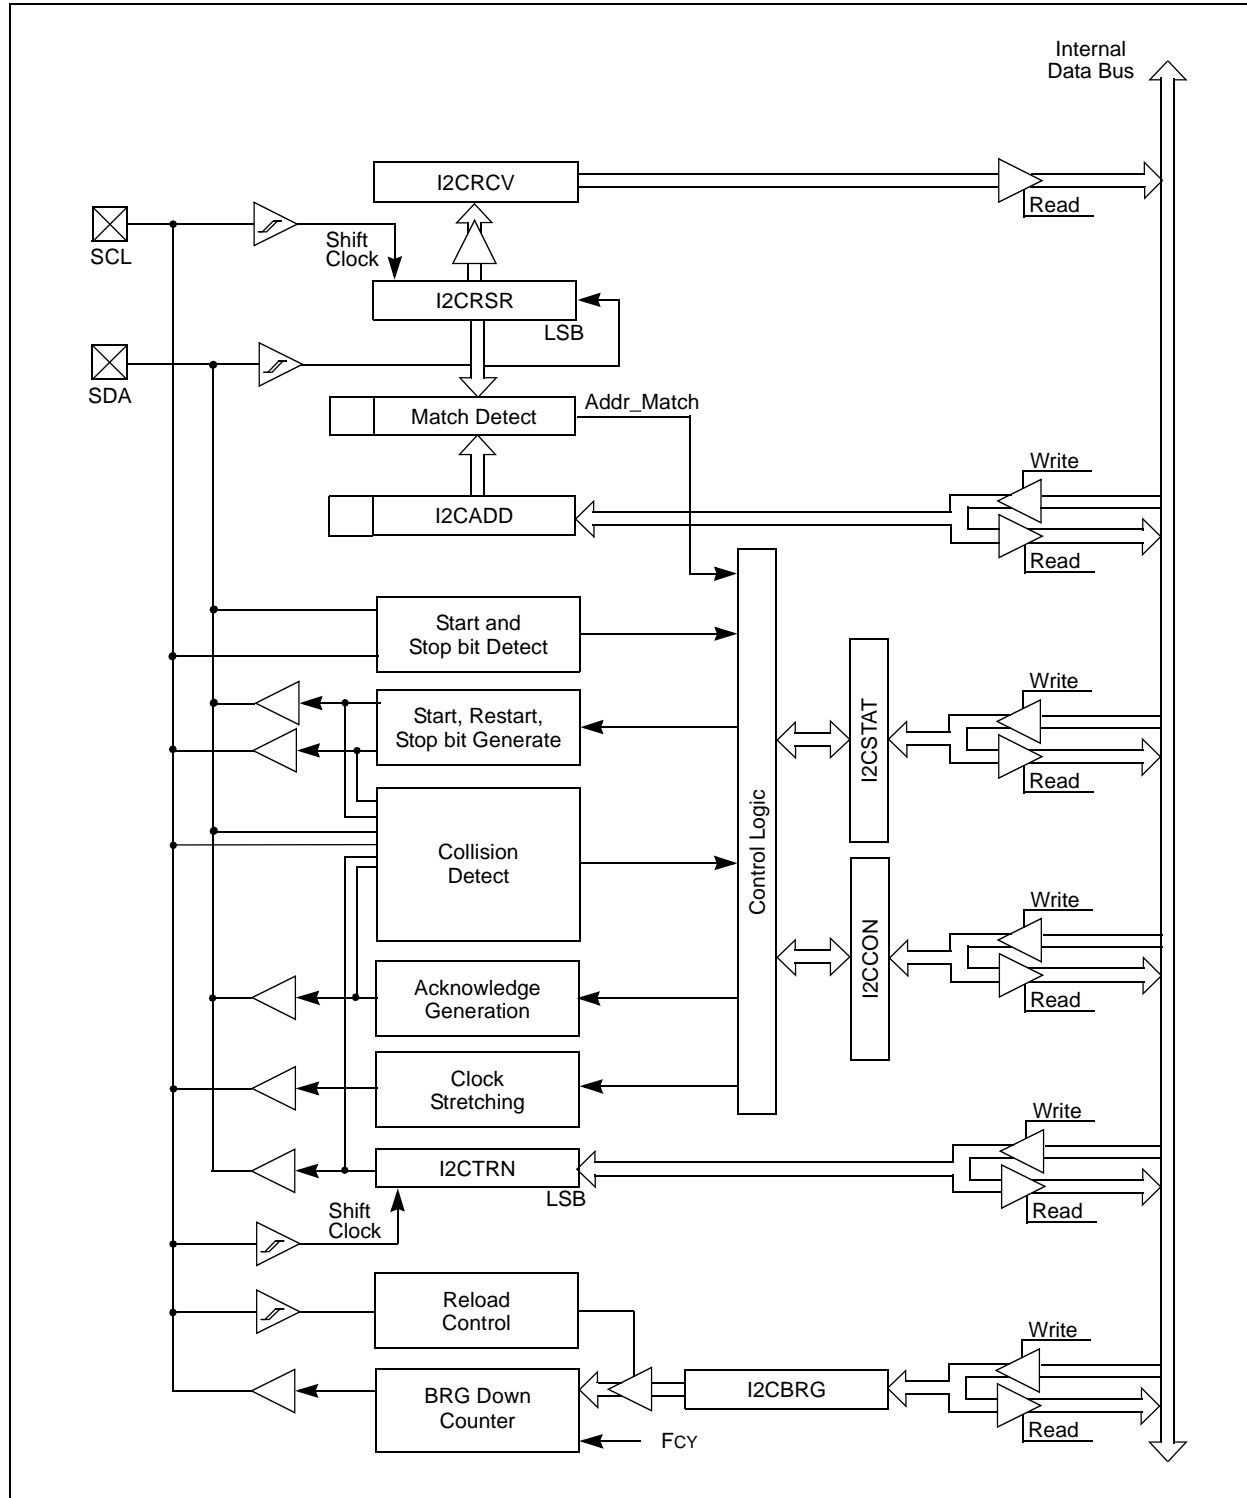 Internal
Data Bus
I2CRCV
Read
SCL
Shift
Clock
I2CRSR
LSB
SDA
Addr_Match
Match Detect
Write
I2CADD
Read
Start and
Stop bit Detect
Write
Start, Restart,
Stop bit Generate
I2CSTAT
Read
Control Logic
Collision
Detect
Write
I2CCON
Acknowledge
Generation
Read
Clock
Stretching
Write
I2CTRN
LSB
Shift
Clock
Read
Reload
Control
Write
I2CBRG
BRG Down
Counter
Read
FCY